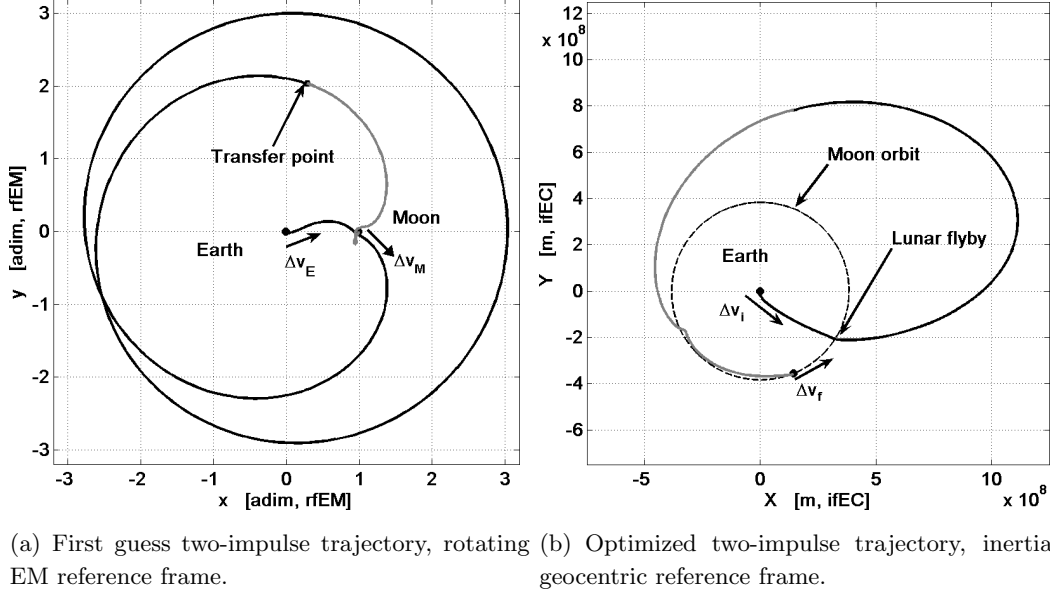 3
2
1
0
-1
-2
-3
y [adim, rfEM]
-3
-2
-1
0
1
2
3
x [adim, rfEM]
Transfer point
Earth
Moon
Δv_E
Δv_M
12
x 10^8
10
8
6
4
2
0
-2
-4
-6
Y [m, ifEC]
-5
0
5
10
x 10^8
X [m, ifEC]
Moon orbit
Earth
Lunar flyby
Δv_i
Δv_f
(a) First guess two-impulse trajectory, rotating
EM reference frame.
(b) Optimized two-impulse trajectory, inertia
geocentric reference frame.